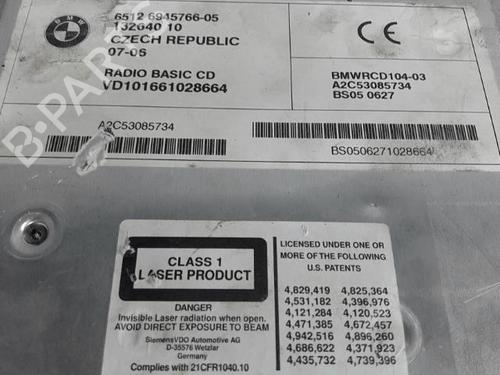 BMW
6512 6945766-05
132640 10
CZECH REPUBLIC
07-06
RADIO BASIC CD
VD101661028664
BMWRCD104-03
A2C53085734
BS05 0627
A2C53085734
BS0506271028664
B-PARTS
CLASS 1
LASER PRODUCT
DANGER
Invisible Laser radiation when open.
AVOID DIRECT EXPOSURE TO BEAM
SiemensVDO Automotive AG
D-35576 Wetzlar
Germany
Complies with 21CFR1040.10
LICENSED UNDER ONE OR
MORE OF THE FOLLOWING
U.S. PATENTS
4,829,419 4,825,364
4,531,182 4,396,976
4,121,284 4,120,523
4,471,385 4,672,457
4,942,516 4,896,260
4,686,622 4,371,923
4,435,732 4,739,396